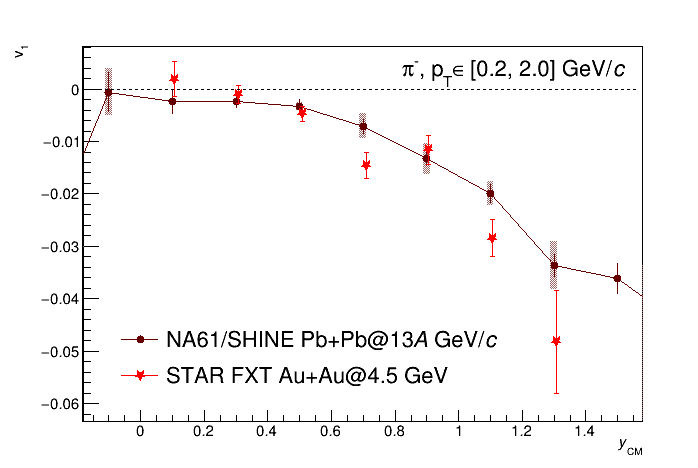 v₁
π⁻, p_T ∈ [0.2, 2.0] GeV/c
0
−0.01
−0.02
−0.03
−0.04
−0.05
−0.06
NA61/SHINE Pb+Pb@13A GeV/c
STAR FXT Au+Au@4.5 GeV
0 0.2 0.4 0.6 0.8 1 1.2 1.4
y_CM